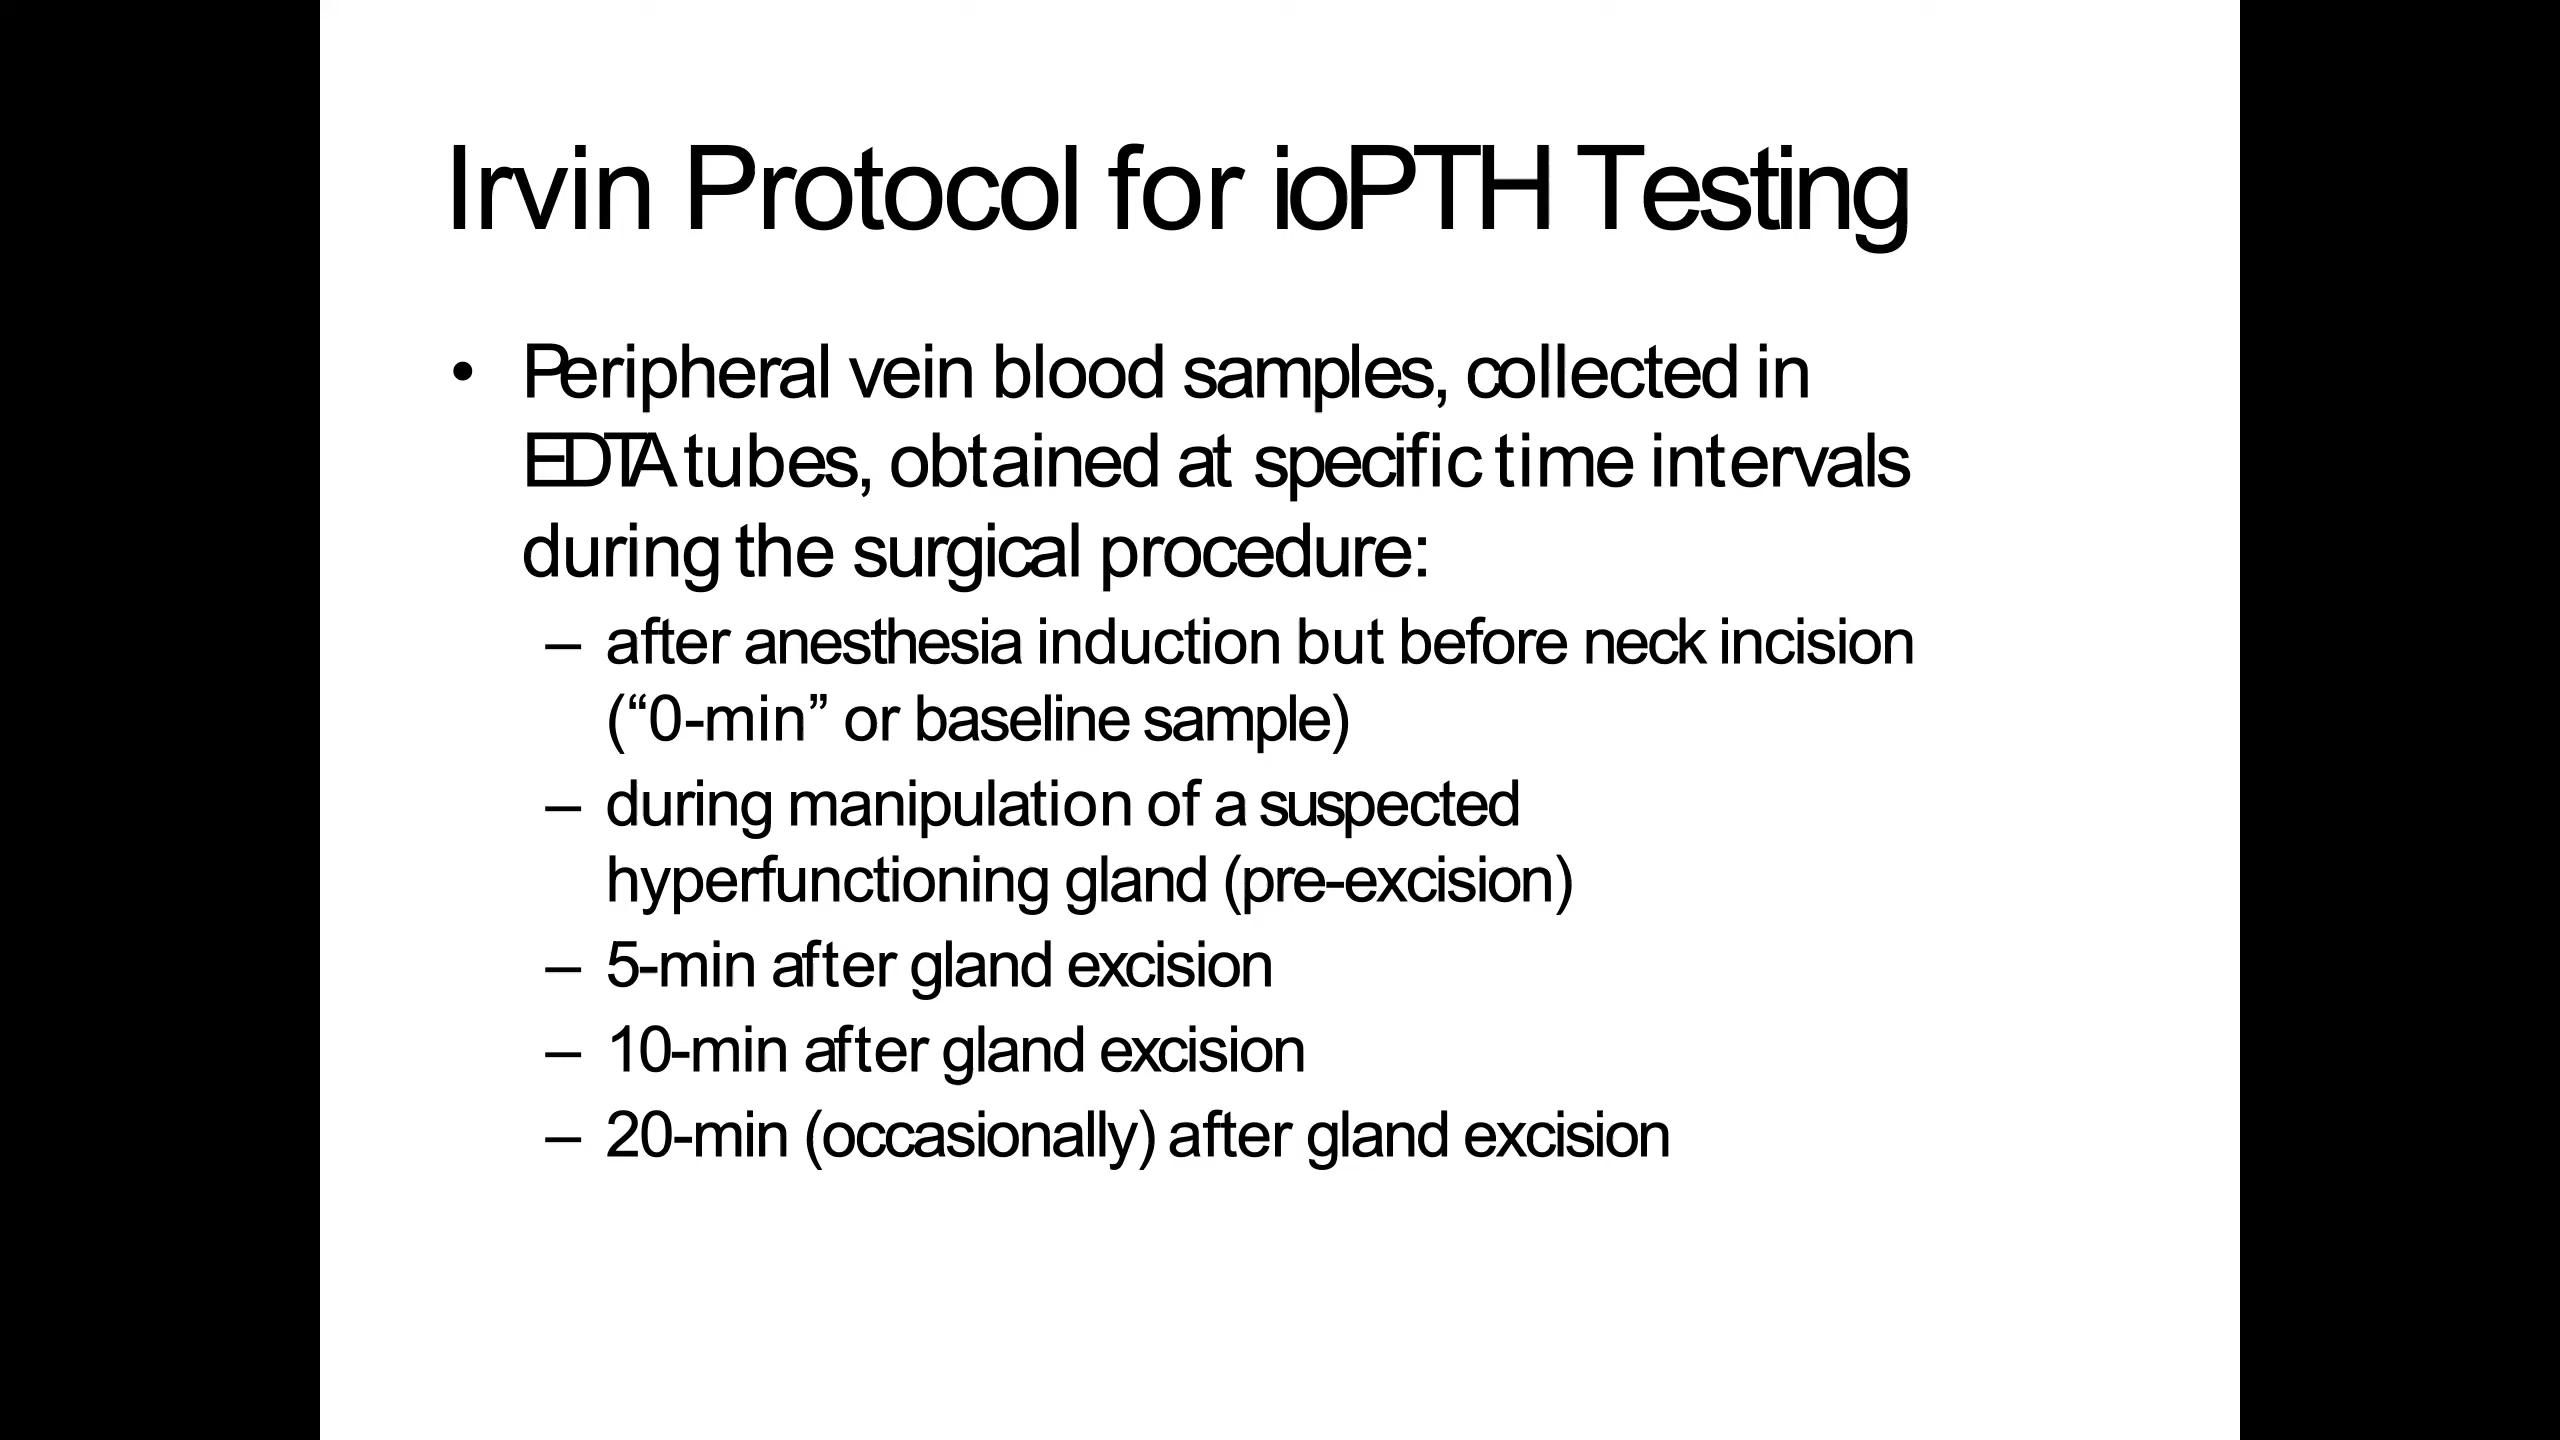 Irvin Protocol for ioPTH Testing
• Peripheral vein blood samples, collected in
EDTA tubes, obtained at specific time intervals
during the surgical procedure:
– after anesthesia induction but before neck incision
(“0-min” or baseline sample)
– during manipulation of a suspected
hyperfunctioning gland (pre-excision)
– 5-min after gland excision
– 10-min after gland excision
– 20-min (occasionally) after gland excision